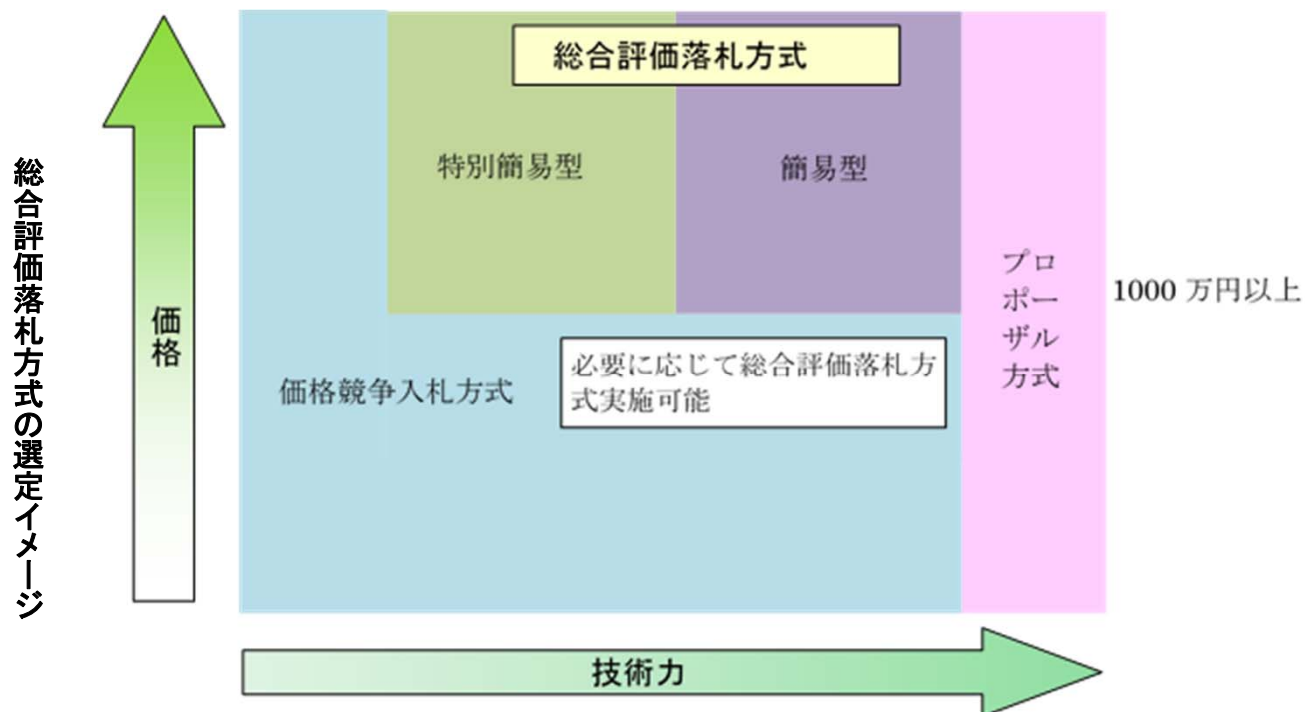 総合評価落札方式の選定イメージ
価格
総合評価落札方式
特別簡易型
簡易型
価格競争入札方式
必要に応じて総合評価落札方
式実施可能
プロ
ポー
ザル
方式
1000 万円以上
技術力